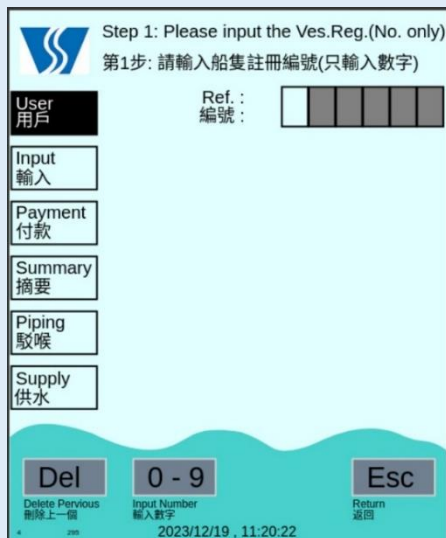 Step 1: Please input the Ves.Reg.(No. only)
第1步: 請輸入船隻註冊編號(只輸入數字)
User
用戶
Ref. :
編號 :
Input
輸入
Payment
付款
Summary
摘要
Piping
駁喉
Supply
供水
Del
0 - 9
Esc
Delete Pervious
刪除上一個
Input Number
輸入數字
Return
返回
4
295
2023/12/19 , 11:20:22